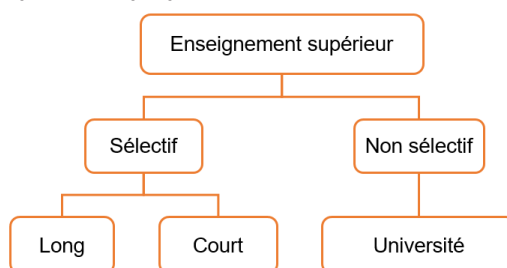 Enseignement supérieur
Sélectif
Non sélectif
Long
Court
Université